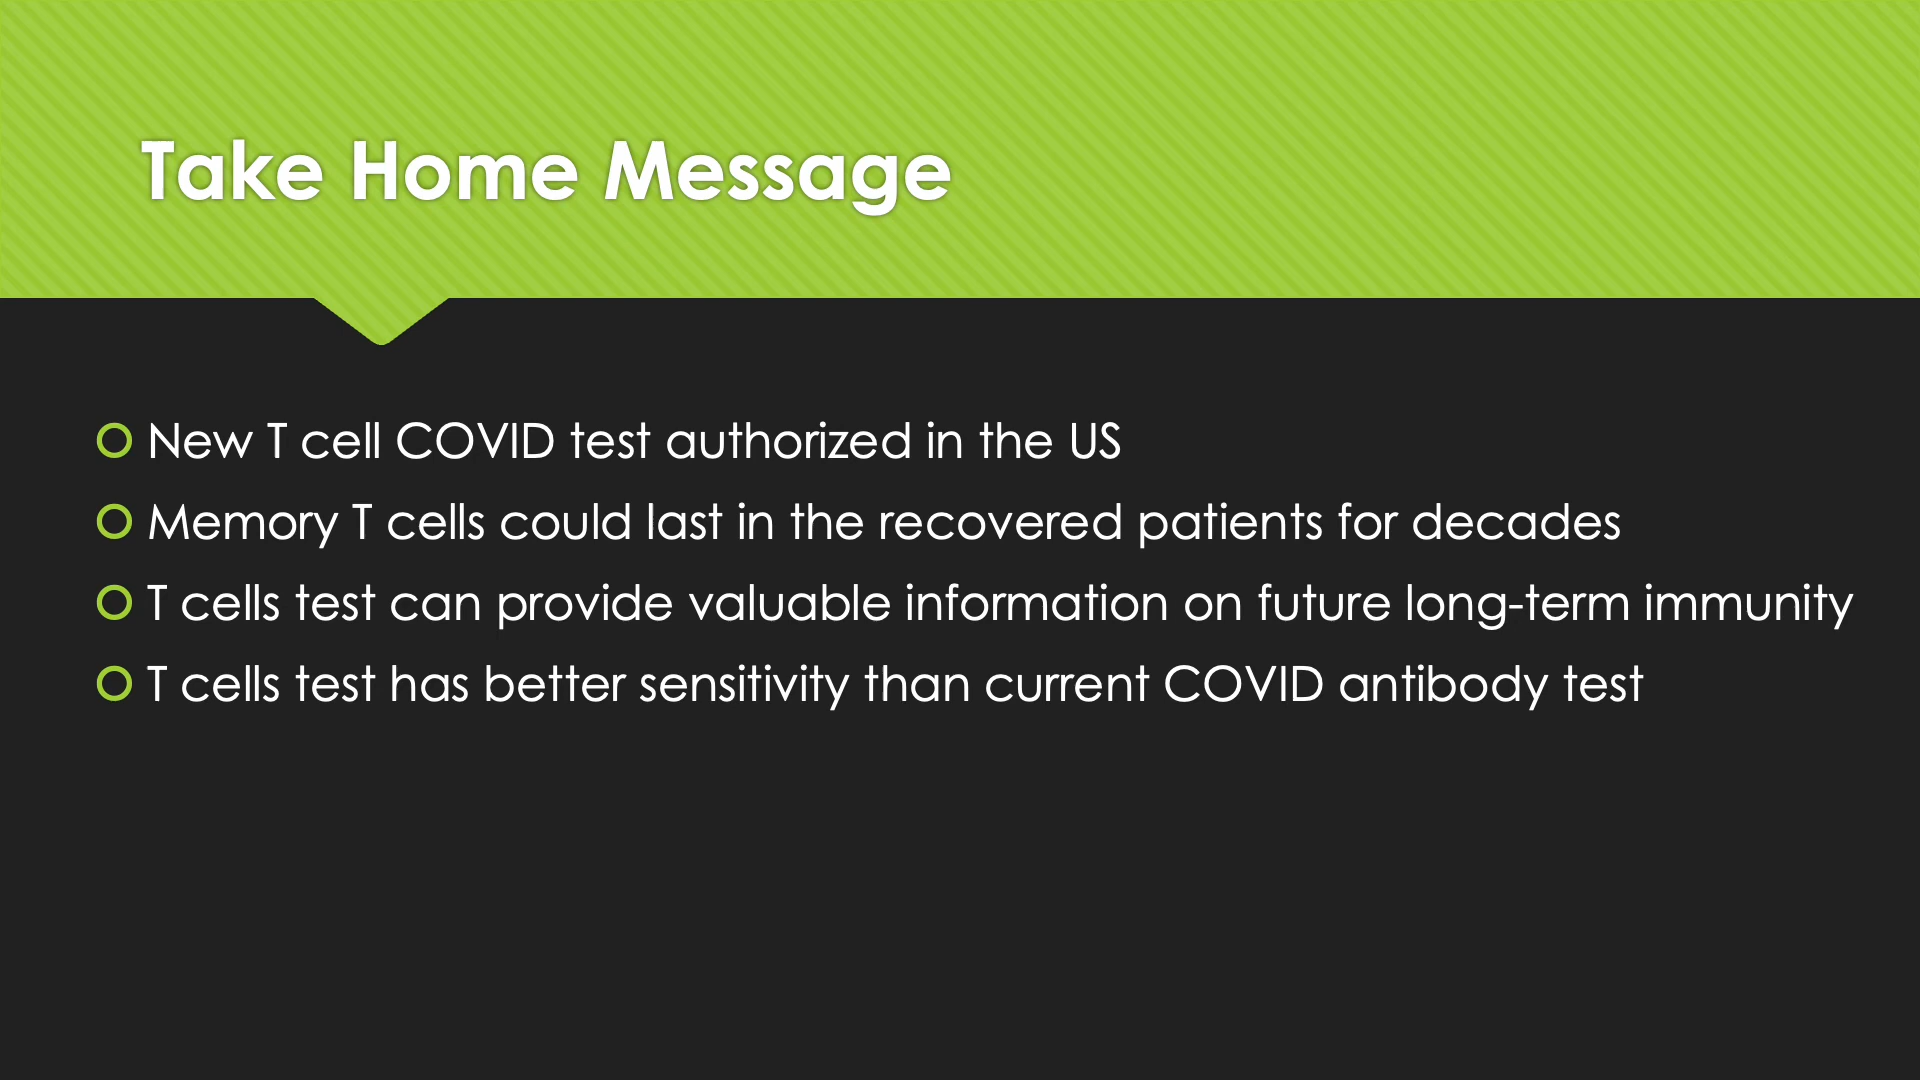 Take Home Message
New T cell COVID test authorized in the US
Memory T cells could last in the recovered patients for decades
T cells test can provide valuable information on future long-term immunity
T cells test has better sensitivity than current COVID antibody test